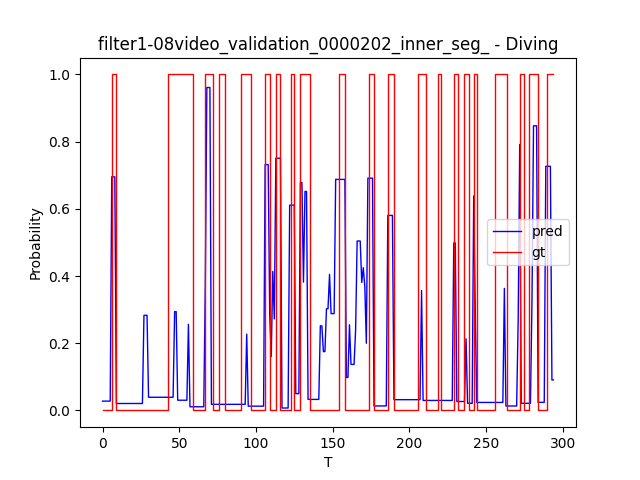 filter1-08video_validation_0000202_inner_seg_ - Diving
1.0
0.8
0.6
0.4
0.2
0.0
Probability
pred
gt
0 50 100 150 200 250 300
T